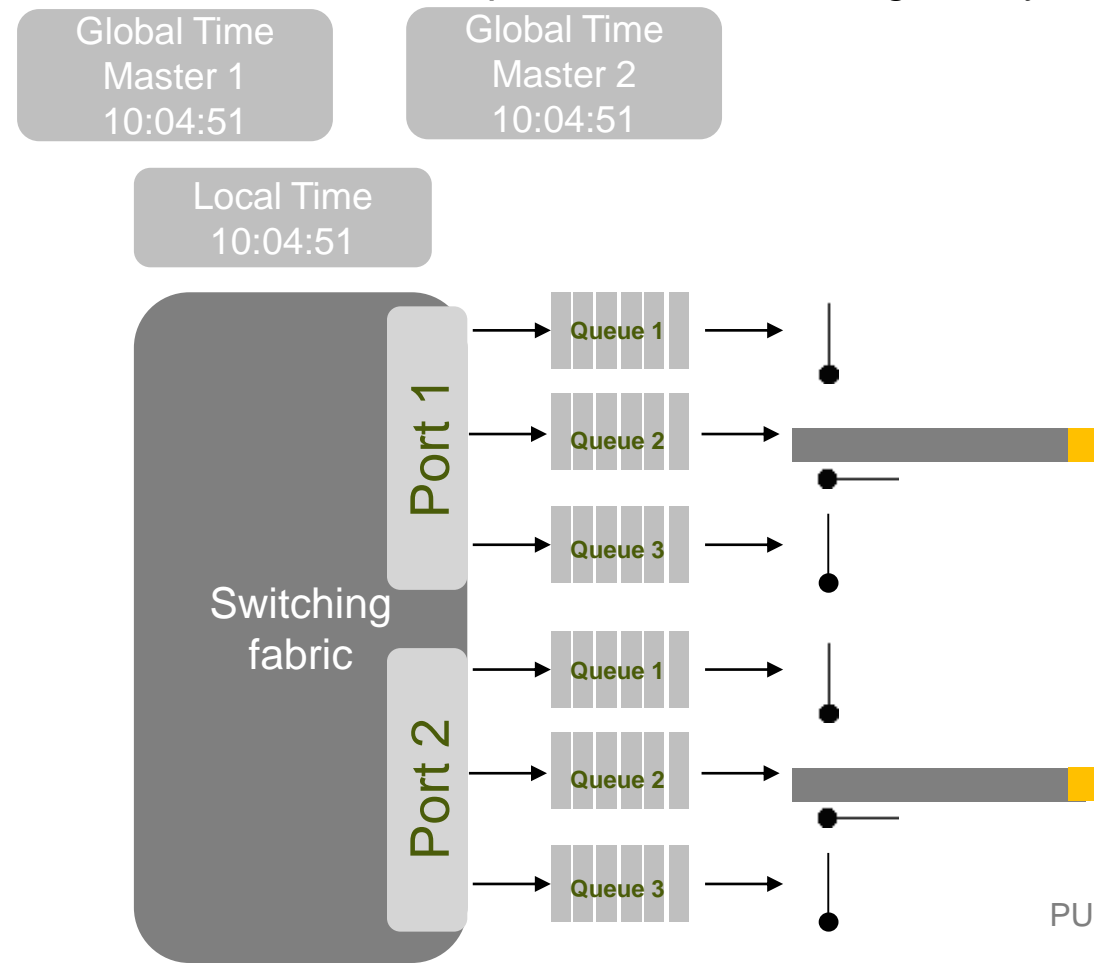 Global Time
Master 1
10:04:51
Global Time
Master 2
10:04:51
Local Time
10:04:51
Port 1
Queue 1
Queue 2
Queue 3
Switching
fabric
Port 2
Queue 1
Queue 2
Queue 3
PU